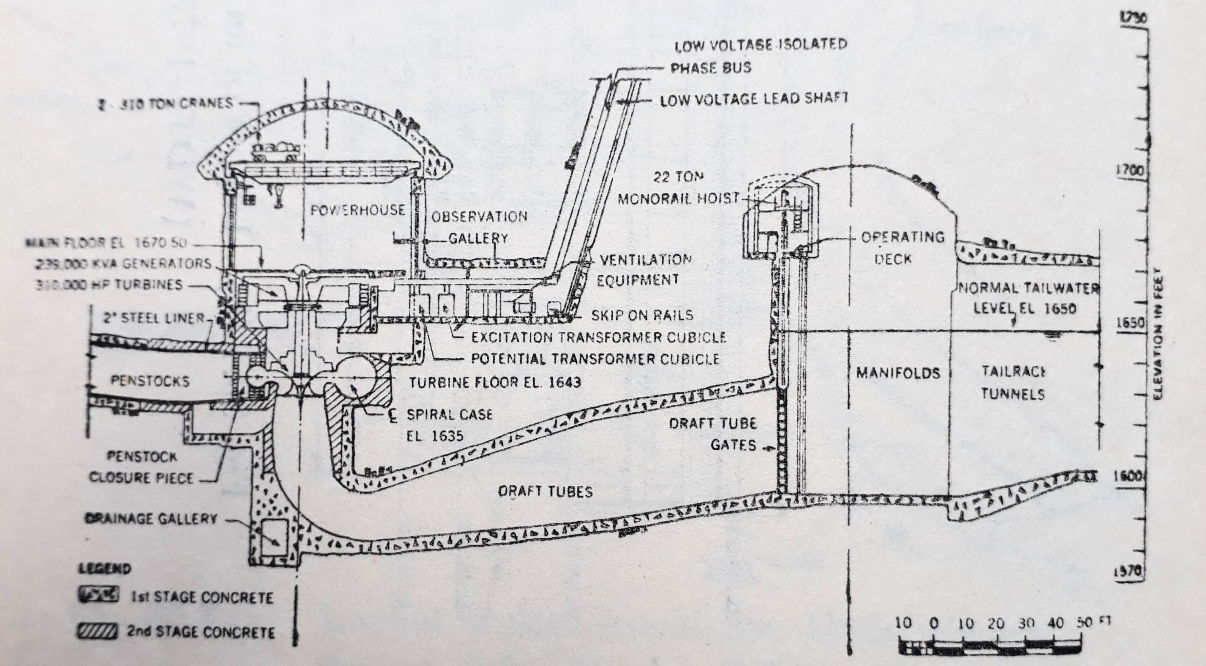 LOW VOLTAGE ISOLATED
PHASE BUS
LOW VOLTAGE LEAD SHAFT
2 - 310 TON CRANES
22 TON
MONORAIL HOIST
POWERHOUSE
OBSERVATION
GALLERY
OPERATING
DECK
MAIN FLOOR EL. 1670.50
239,000 KVA GENERATORS
310,000 HP TURBINES
2" STEEL LINER
VENTILATION
EQUIPMENT
SKIP ON RAILS
EXCITATION TRANSFORMER CUBICLE
POTENTIAL TRANSFORMER CUBICLE
NORMAL TAILWATER
LEVEL EL. 1650
PENSTOCKS
TURBINE FLOOR EL. 1643
MANIFOLDS
TAILRACE
TUNNELS
℄ SPIRAL CASE
EL. 1635
DRAFT TUBE
GATES
PENSTOCK
CLOSURE PIECE
DRAFT TUBES
DRAINAGE GALLERY
LEGEND
1st STAGE CONCRETE
2nd STAGE CONCRETE
1730
1700
1650
1600
1570
ELEVATION IN FEET
10 0 10 20 30 40 50 FT